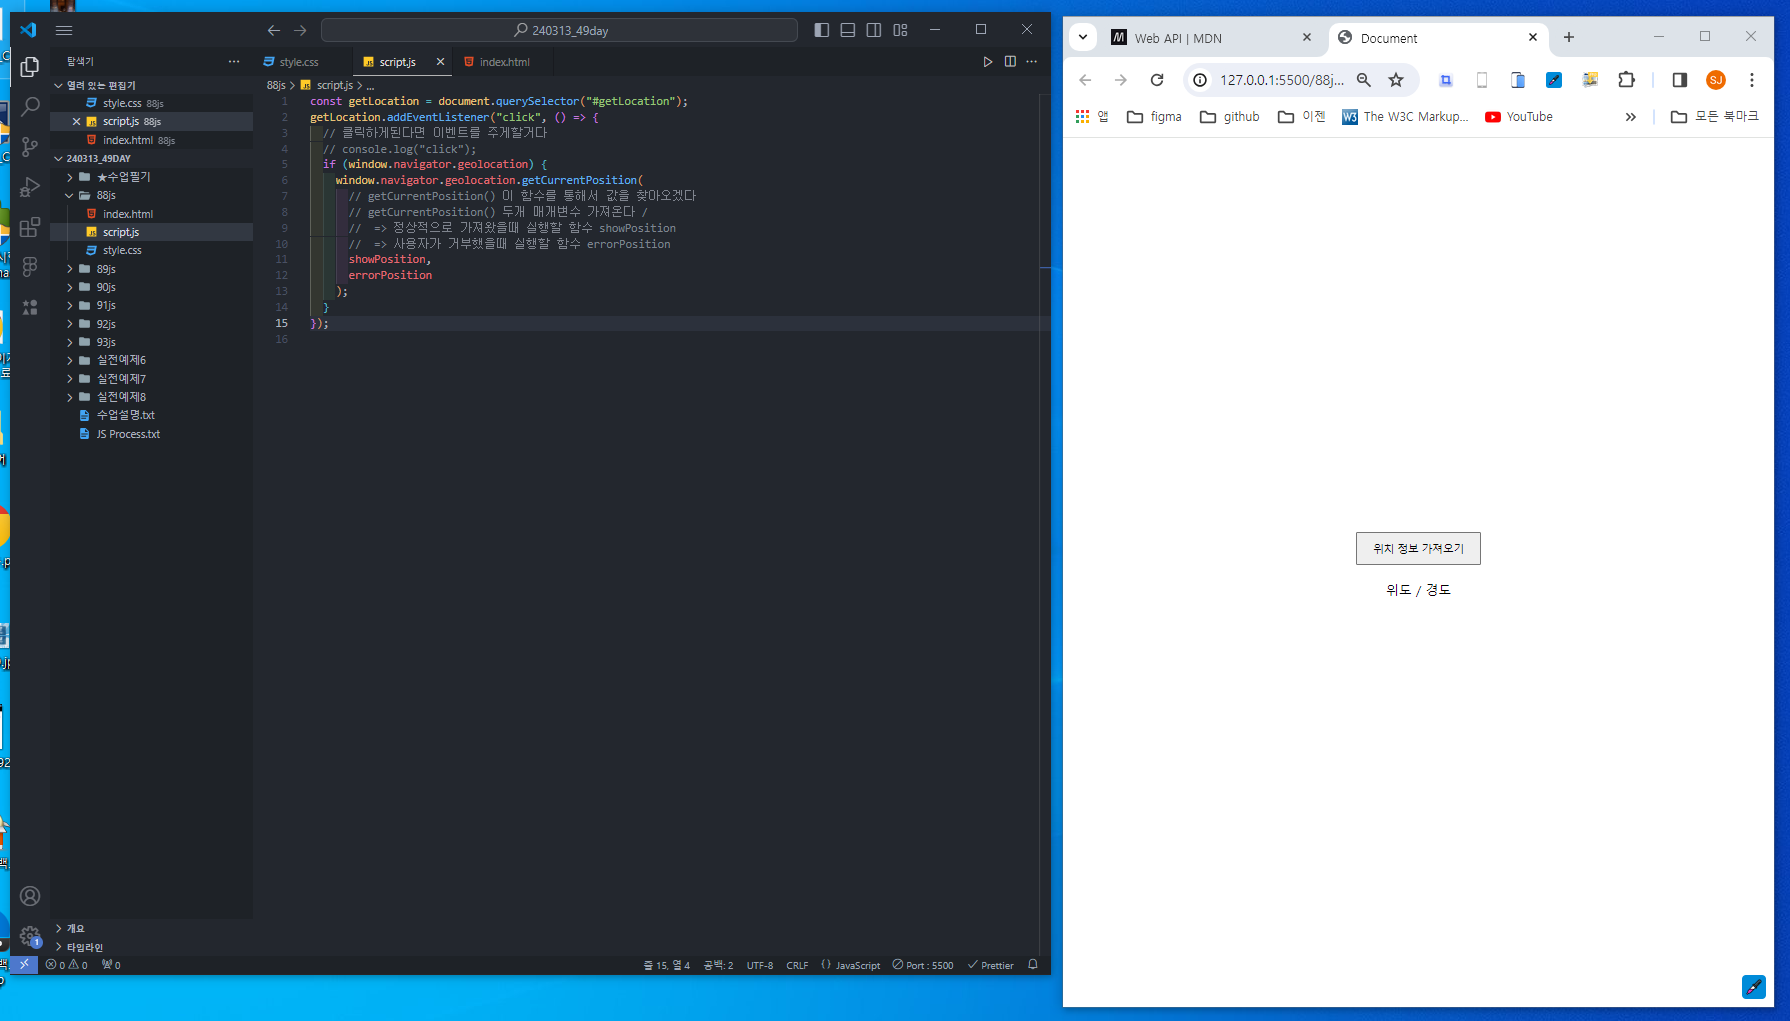 240313_49day
탐색기
열려 있는 편집기
style.css 88js
script.js 88js
index.html 88js
240313_49DAY
★수업필기
88js
index.html
script.js
style.css
89js
90js
91js
92js
93js
실전예제6
실전예제7
실전예제8
수업설명.txt
JS Process.txt
개요
타임라인
style.css
script.js
index.html
88js > script.js > ...
1 const getLocation = document.querySelector("#getLocation");
2 getLocation.addEventListener("click", () => {
3 // 클릭하게된다면 이벤트를 주게할거다
4 // console.log("click");
5 if (window.navigator.geolocation) {
6 window.navigator.geolocation.getCurrentPosition(
7 // getCurrentPosition() 이 함수를 통해서 값을 찾아오겠다
8 // getCurrentPosition() 두개 매개변수 가져온다 /
9 // => 정상적으로 가져왔을때 실행할 함수 showPosition
10 // => 사용자가 거부했을때 실행할 함수 errorPosition
11 showPosition,
12 errorPosition
13 );
14 }
15 });
16
1
0 0 0
줄 15, 열 4 공백: 2 UTF-8 CRLF {} JavaScript Port : 5500 Prettier
Web API | MDN
Document
127.0.0.1:5500/88j...
SJ
앱 figma github 이젠 W3 The W3C Markup... YouTube » 모든 북마크
위치 정보 가져오기
위도 / 경도